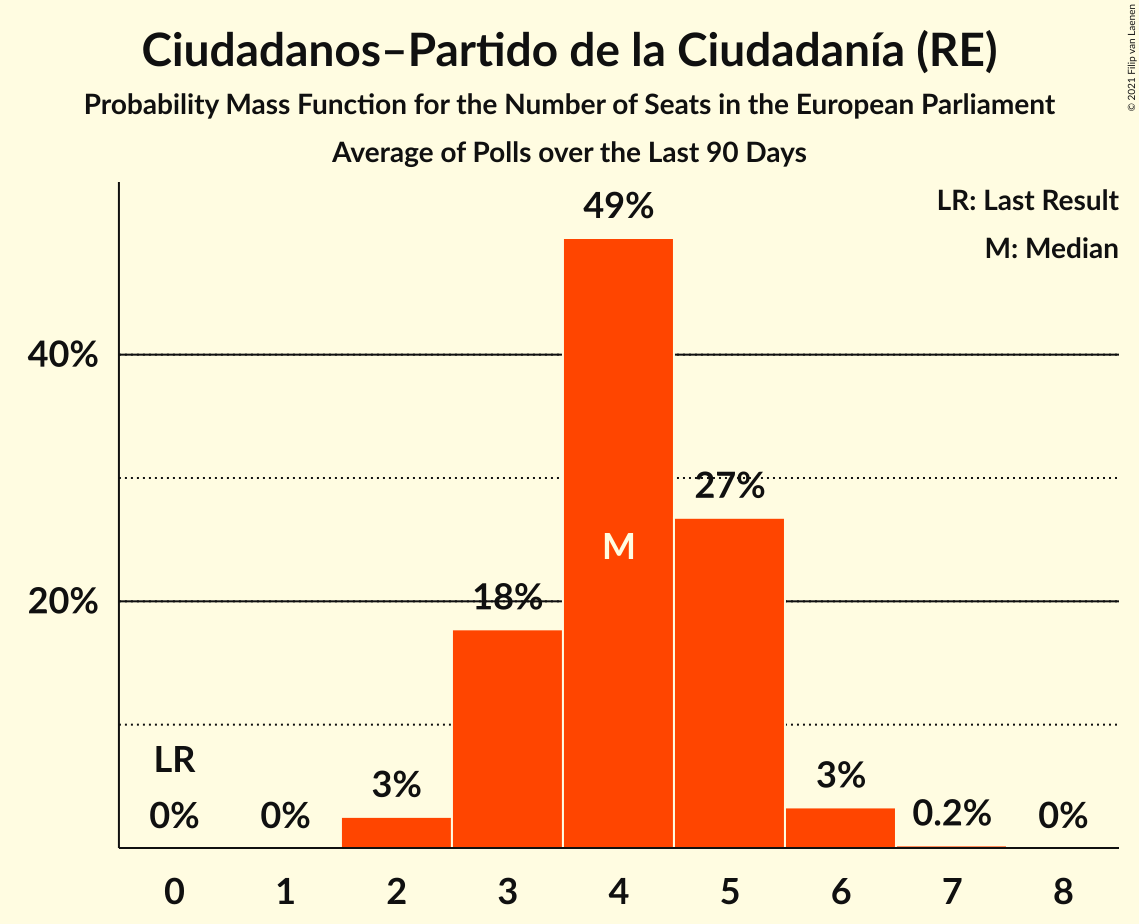 Ciudadanos–Partido de la Ciudadanía (RE)
Probability Mass Function for the Number of Seats in the European Parliament
Average of Polls over the Last 90 Days
© 2021 Filip van Laenen
LR: Last Result
M: Median
49%
40%
27%
M
20%
18%
LR
0%
0%
3%
3%
0.2%
0%
0 1 2 3 4 5 6 7 8